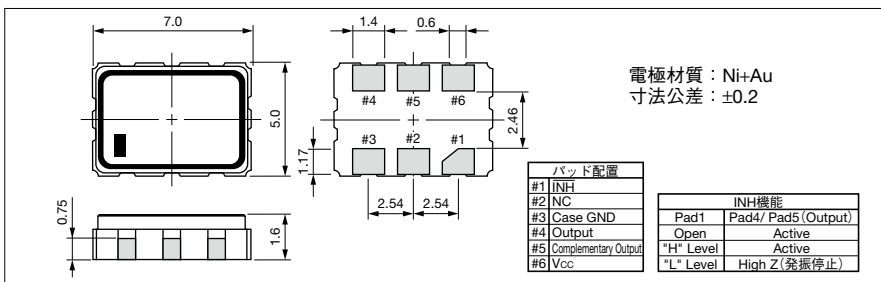 7.0
5.0
0.75
1.6
1.4
0.6
#4
#5
#6
#3
#2
#1
2.46
1.17
2.54
2.54
電極材質：Ni+Au
寸法公差：±0.2
パッド配置
#1 I̅N̅H̅
#2 NC
#3 Case GND
#4 Output
#5 Complementary Output
#6 Vcc
INH機能
Pad1 Pad4/ Pad5(Output)
Open Active
"H" Level Active
"L" Level High Z(発振停止)